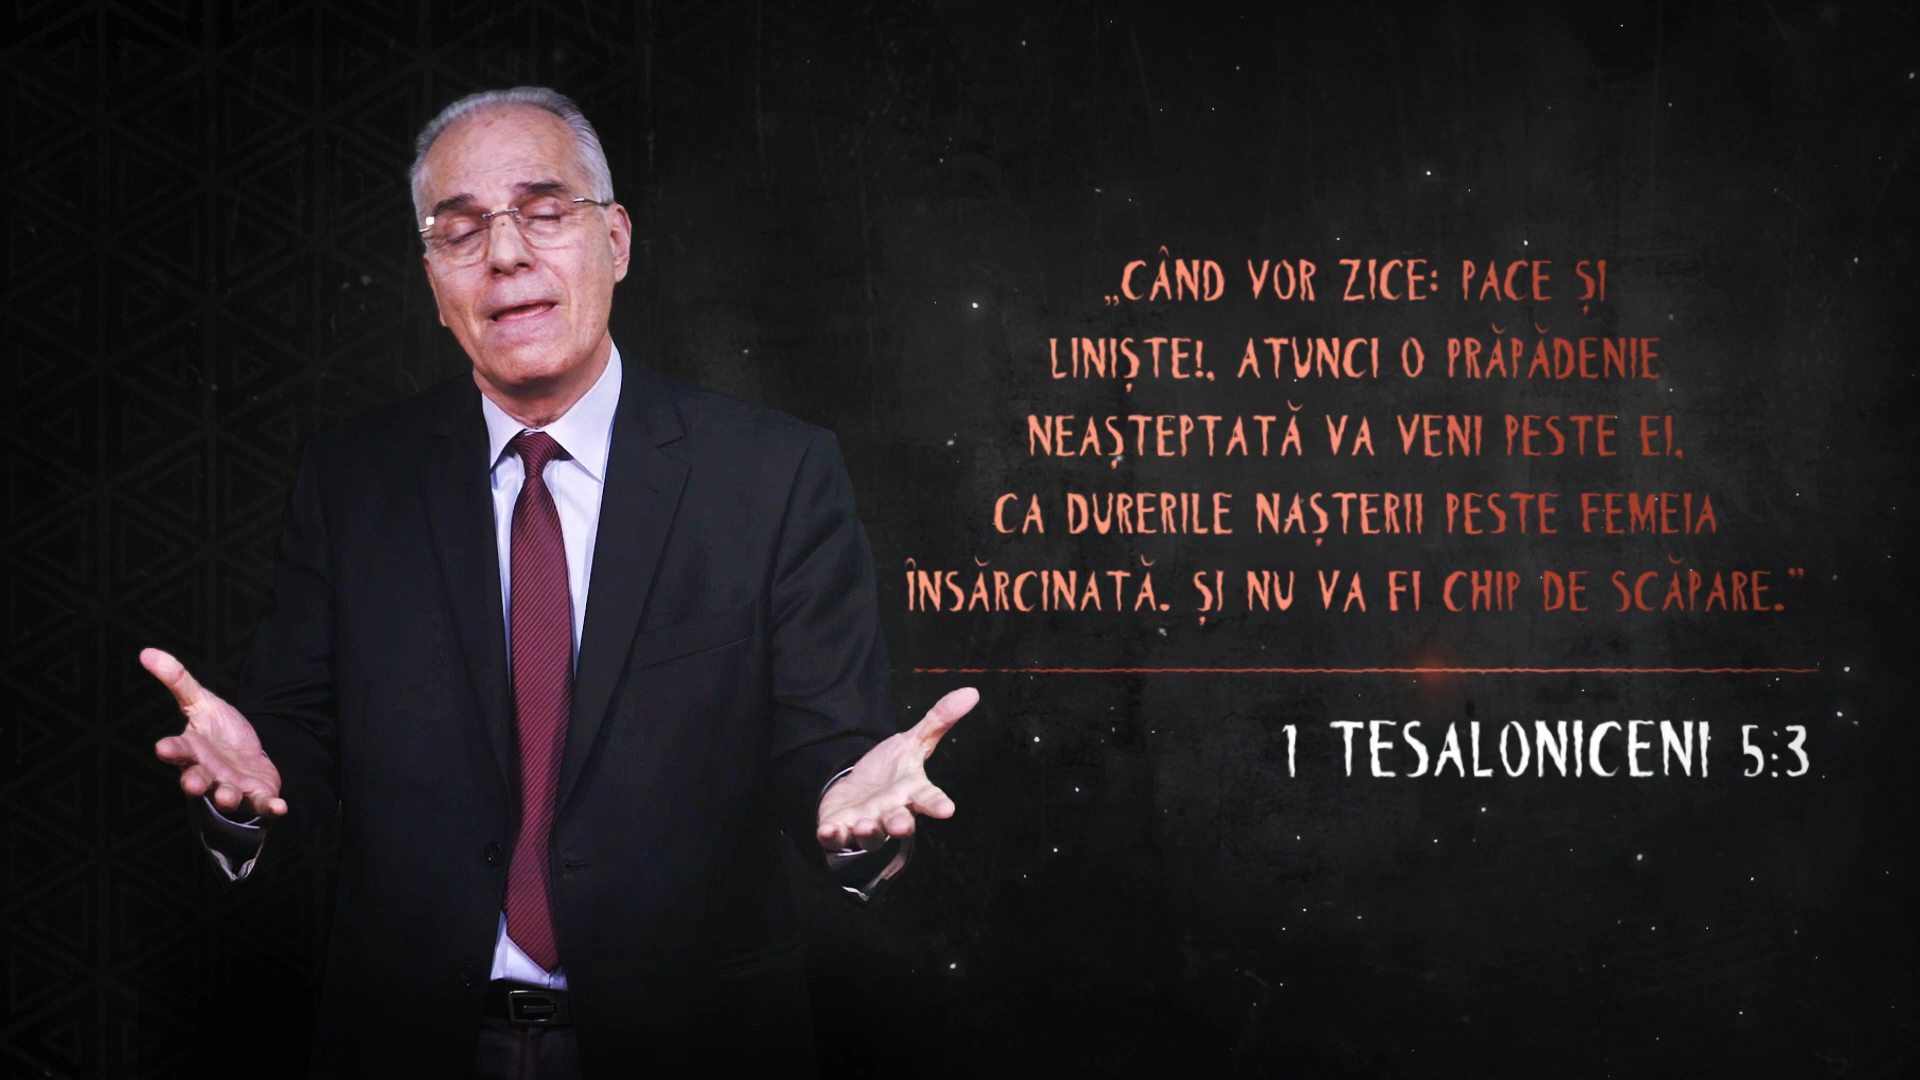 „CÂND VOR ZICE: PACE ȘI
LINIȘTE!, ATUNCI O PRĂPĂDENIE
NEAȘTEPTATĂ VA VENI PESTE EI,
CA DURERILE NAȘTERII PESTE FEMEIA
ÎNSĂRCINATĂ. ȘI NU VA FI CHIP DE SCĂPARE.”
1 TESALONICENI 5:3